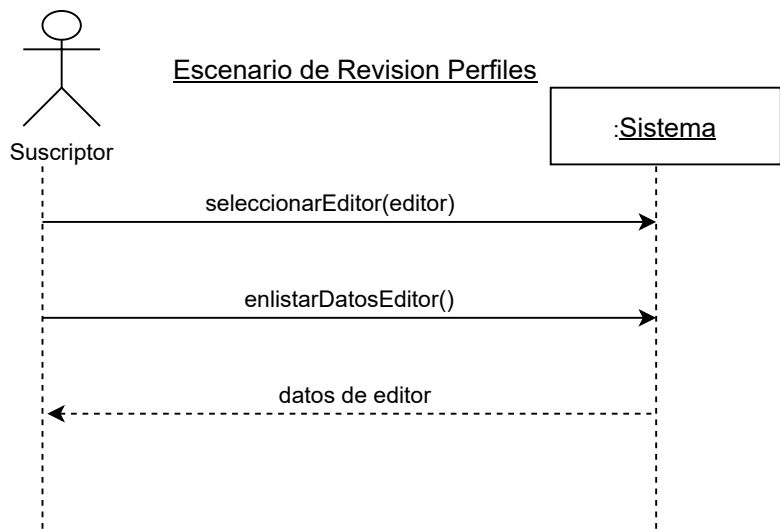 Escenario de Revision Perfiles
:Sistema
Suscriptor
seleccionarEditor(editor)
enlistarDatosEditor()
datos de editor